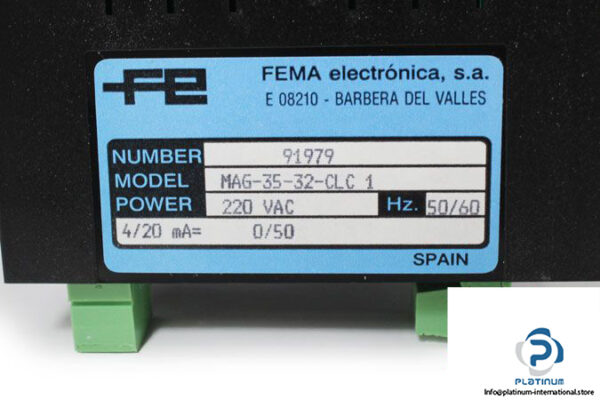 FE
FEMA electrónica, s.a.
E 08210 - BARBERA DEL VALLES
NUMBER 91979
MODEL MAG-35-32-CLC 1
POWER 220 VAC Hz. 50/60
4/20 mA= 0/50
SPAIN
P
PLATINUM
Info@platinum-international.store